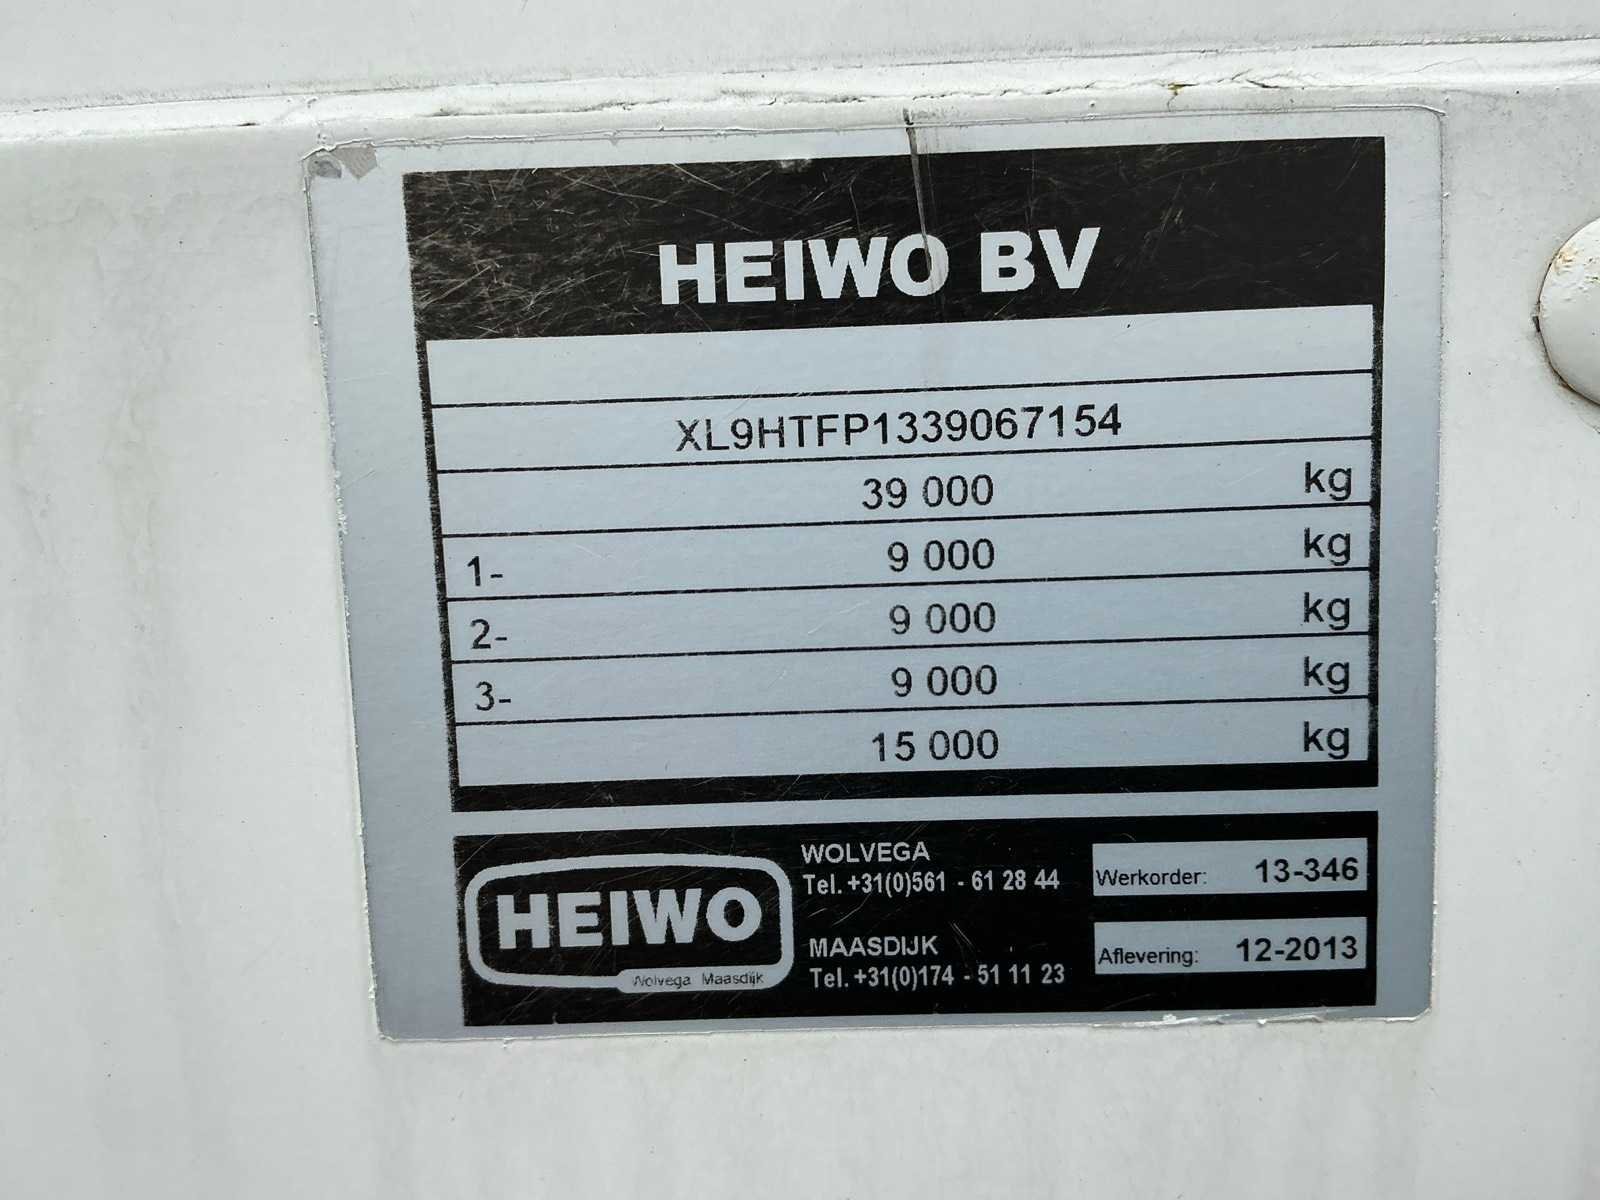 HEIWO BV
XL9HTFP1339067154
39 000 kg
1- 9 000 kg
2- 9 000 kg
3- 9 000 kg
15 000 kg
HEIWO
Wolvega Maasdijk
WOLVEGA
Tel. +31(0)561 - 61 28 44
MAASDIJK
Tel. +31(0)174 - 51 11 23
Werkorder: 13-346
Aflevering: 12-2013